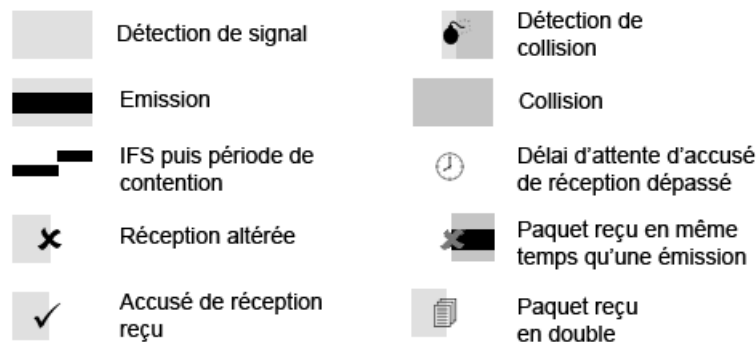 Détection de signal
Détection de
collision
Emission
Collision
IFS puis période de
contention
Délai d'attente d'accusé
de réception dépassé
Réception altérée
Paquet reçu en même
temps qu'une émission
Accusé de réception
reçu
Paquet reçu
en double